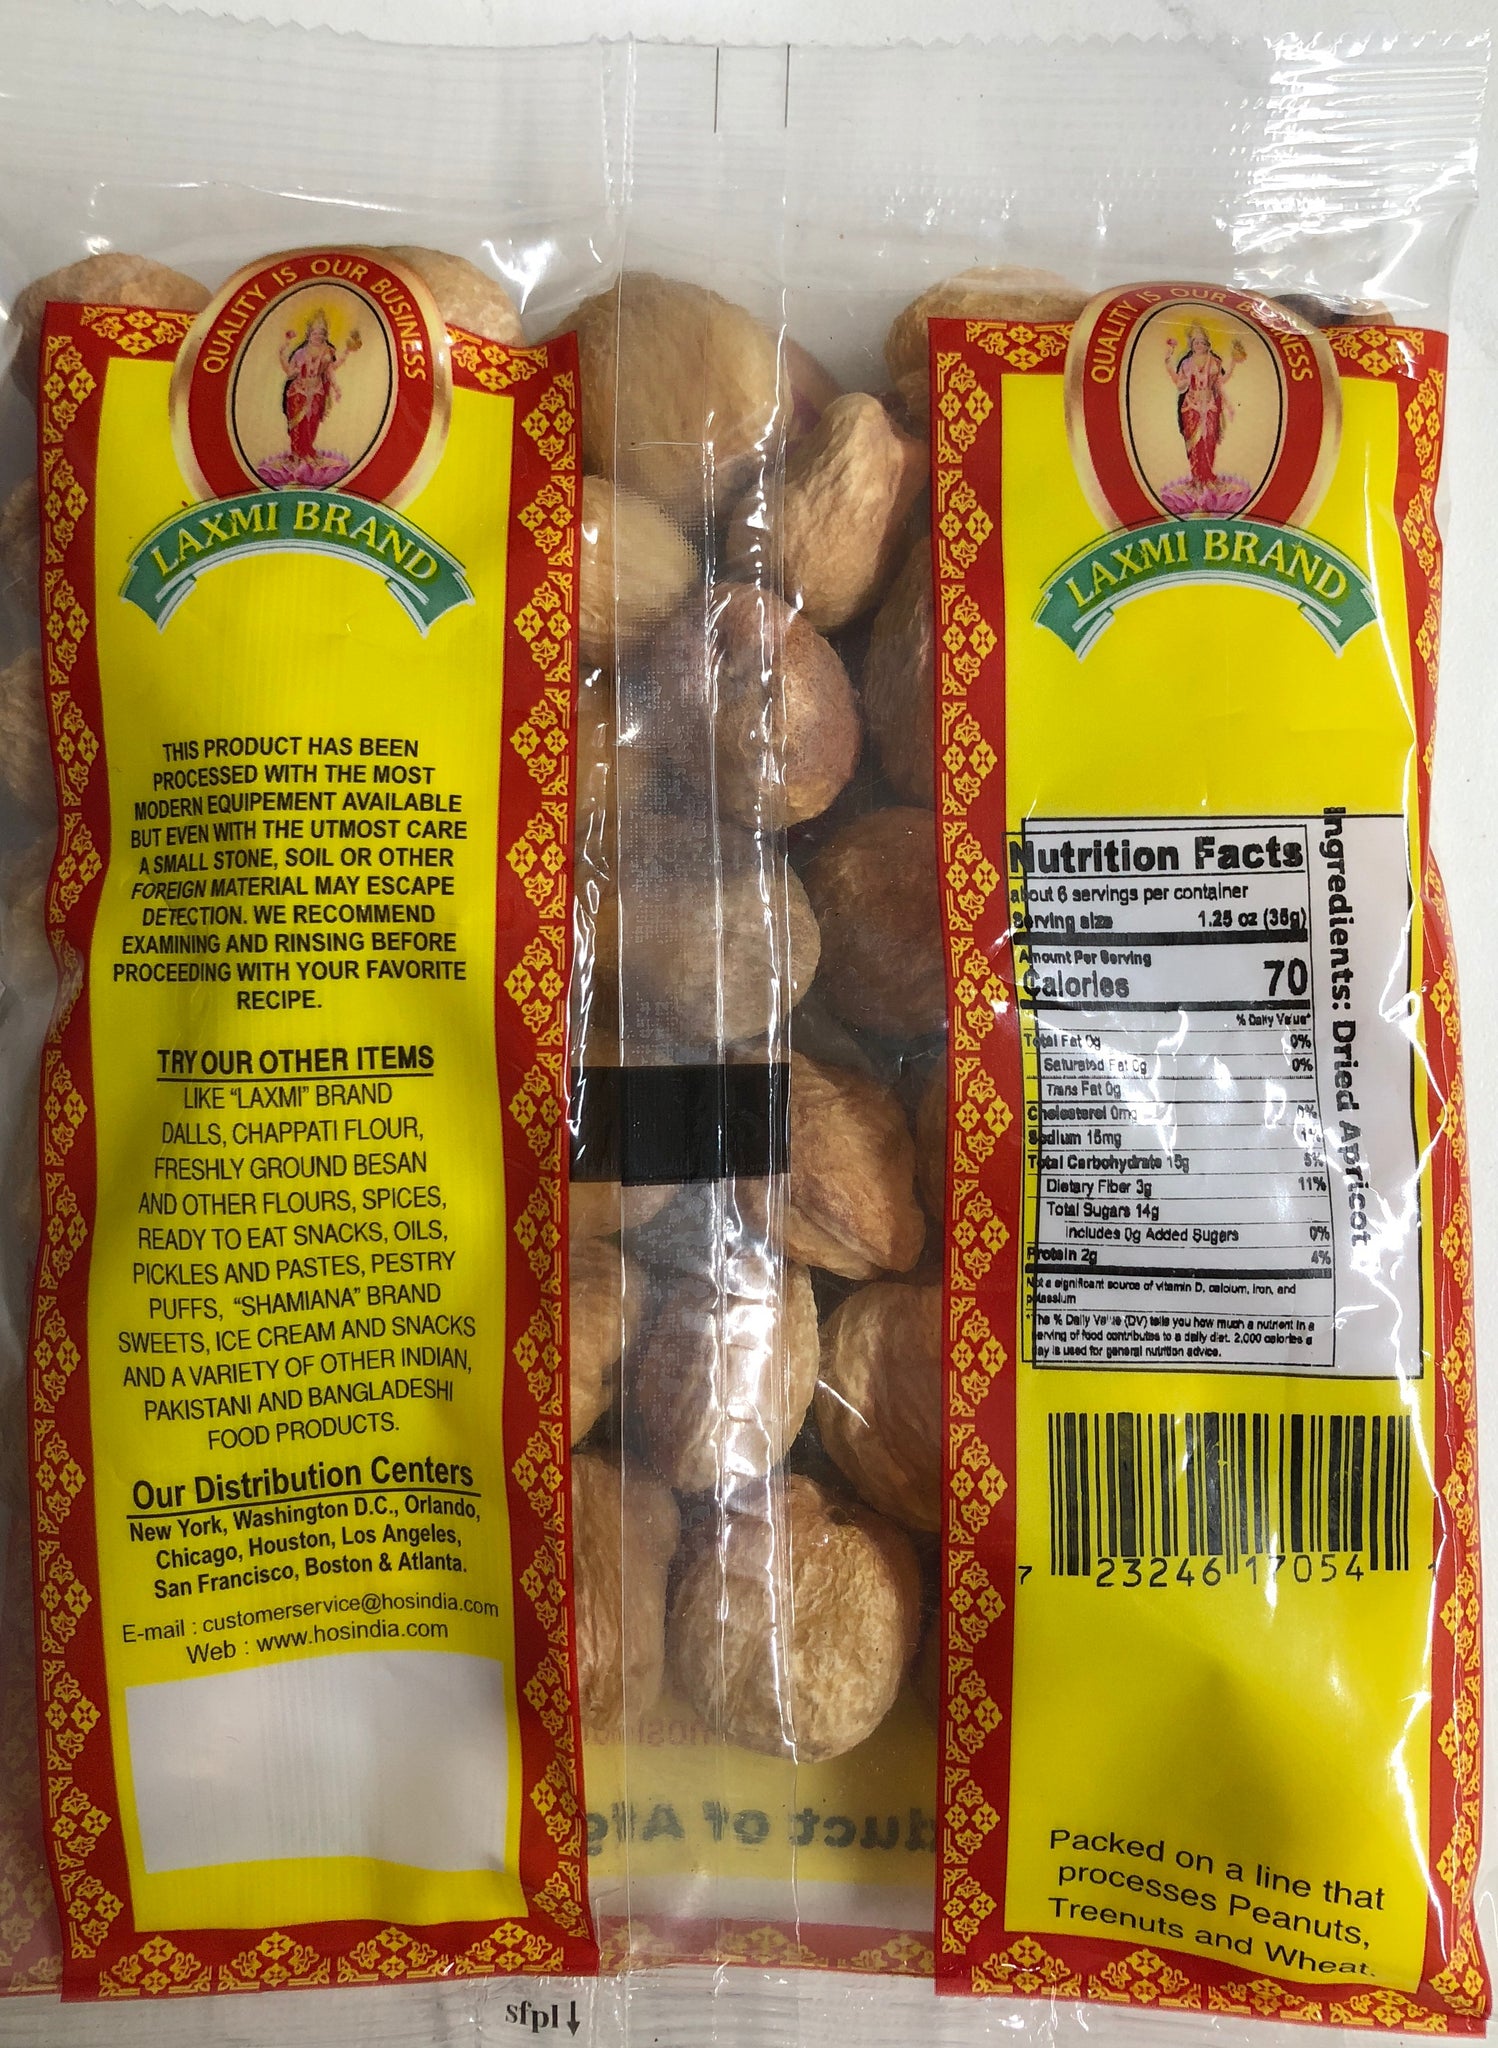 QUALITY IS OUR BUSINESS
LAXMI BRAND
THIS PRODUCT HAS BEEN
PROCESSED WITH THE MOST
MODERN EQUIPEMENT AVAILABLE
BUT EVEN WITH THE UTMOST CARE
A SMALL STONE, SOIL OR OTHER
FOREIGN MATERIAL MAY ESCAPE
DETECTION. WE RECOMMEND
EXAMINING AND RINSING BEFORE
PROCEEDING WITH YOUR FAVORITE
RECIPE.
TRY OUR OTHER ITEMS
LIKE “LAXMI” BRAND
DALLS, CHAPPATI FLOUR,
FRESHLY GROUND BESAN
AND OTHER FLOURS, SPICES,
READY TO EAT SNACKS, OILS,
PICKLES AND PASTES, PESTRY
PUFFS, “SHAMIANA” BRAND
SWEETS, ICE CREAM AND SNACKS
AND A VARIETY OF OTHER INDIAN,
PAKISTANI AND BANGLADESHI
FOOD PRODUCTS.
Our Distribution Centers
New York, Washington D.C., Orlando,
Chicago, Houston, Los Angeles,
San Francisco, Boston & Atlanta.
E-mail : customerservice@hosindia.com
Web : www.hosindia.com
sfpl
duct of Afg
QUALITY IS OUR BUSINESS
LAXMI BRAND
Nutrition Facts
about 6 servings per container
Serving size 1.25 oz (35g)
Amount Per Serving
Calories 70
% Daily Value*
Total Fat 0g 0%
Saturated Fat 0g 0%
Trans Fat 0g
Cholesterol 0mg 0%
Sodium 15mg 1%
Total Carbohydrate 15g 5%
Dietary Fiber 3g 11%
Total Sugars 14g
Includes 0g Added Sugars 0%
Protein 2g 4%
Not a significant source of vitamin D, calcium, iron, and
potassium
*The % Daily Value (DV) tells you how much a nutrient in a
serving of food contributes to a daily diet. 2,000 calories a
day is used for general nutrition advice.
Ingredients: Dried Apricot
7 23246 17054 1
Packed on a line that
processes Peanuts,
Treenuts and Wheat.